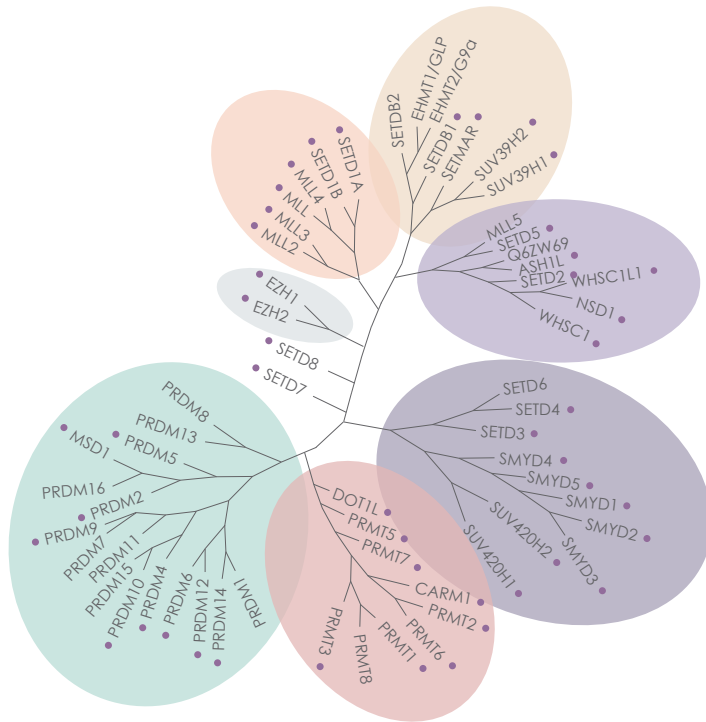 SETDB2
EHMT1/GLP
EHMT2/G9a
SETDB1
SETMAR
SUV39H2
SUV39H1
SETD1A
SETD1B
MLL4
MLL
MLL3
MLL2
MLL5
SETD5
Q6ZW69
ASH1L
SETD2
WHSC1L1
NSD1
WHSC1
EZH1
EZH2
SETD8
SETD7
SETD6
SETD4
SETD3
SMYD4
SMYD5
SMYD1
SMYD2
SMYD3
SUV420H2
SUV420H1
PRDM8
PRDM13
PRDM5
MSD1
PRDM16
PRDM2
PRDM9
PRDM7
PRDM11
PRDM15
PRDM10
PRDM4
PRDM6
PRDM12
PRDM14
PRDM1
DOT1L
PRMT5
PRMT7
CARM1
PRMT2
PRMT6
PRMT1
PRMT8
PRMT3